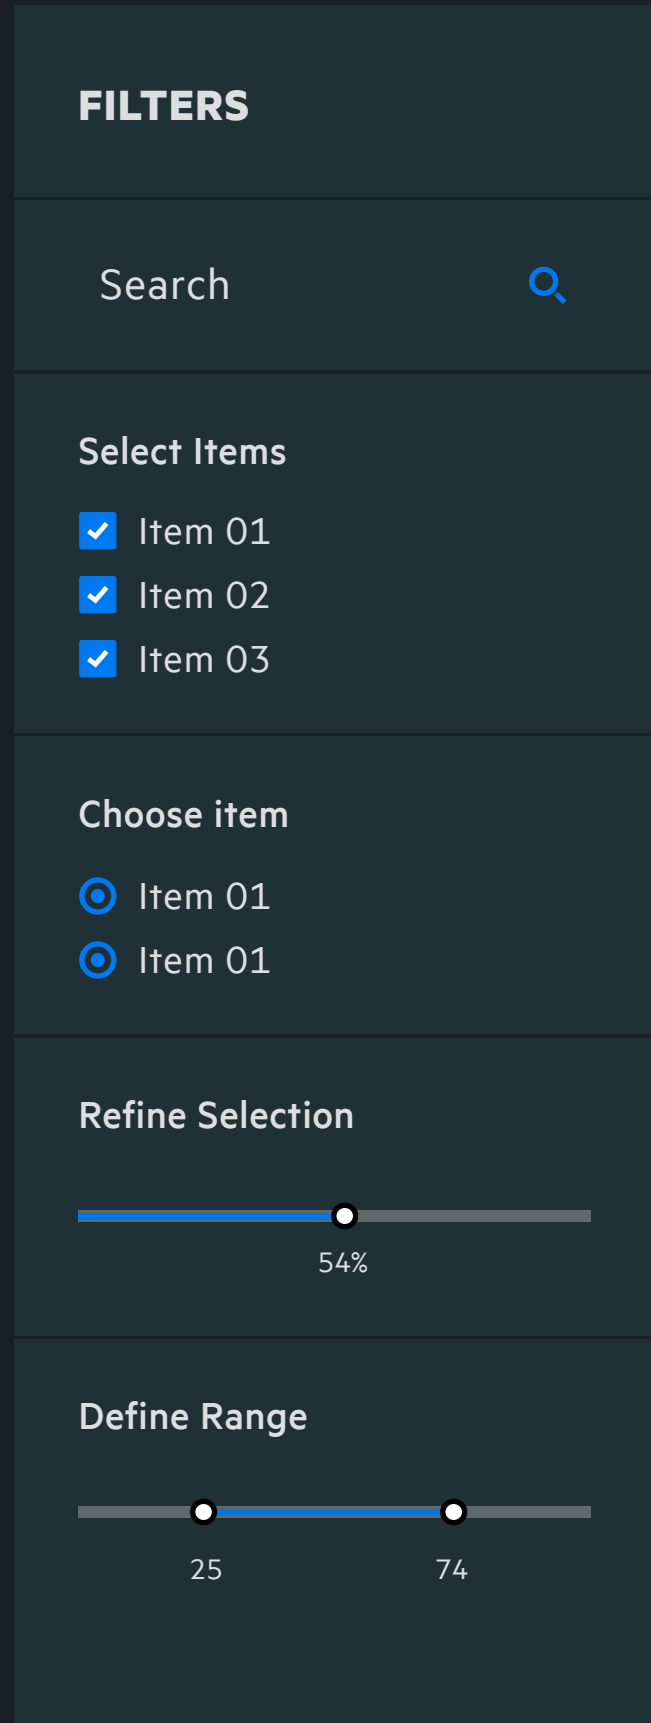 FILTERS
Search
Select Items
Item 01
Item 02
Item 03
Choose item
Item 01
Item 01
Refine Selection
54%
Define Range
25 74